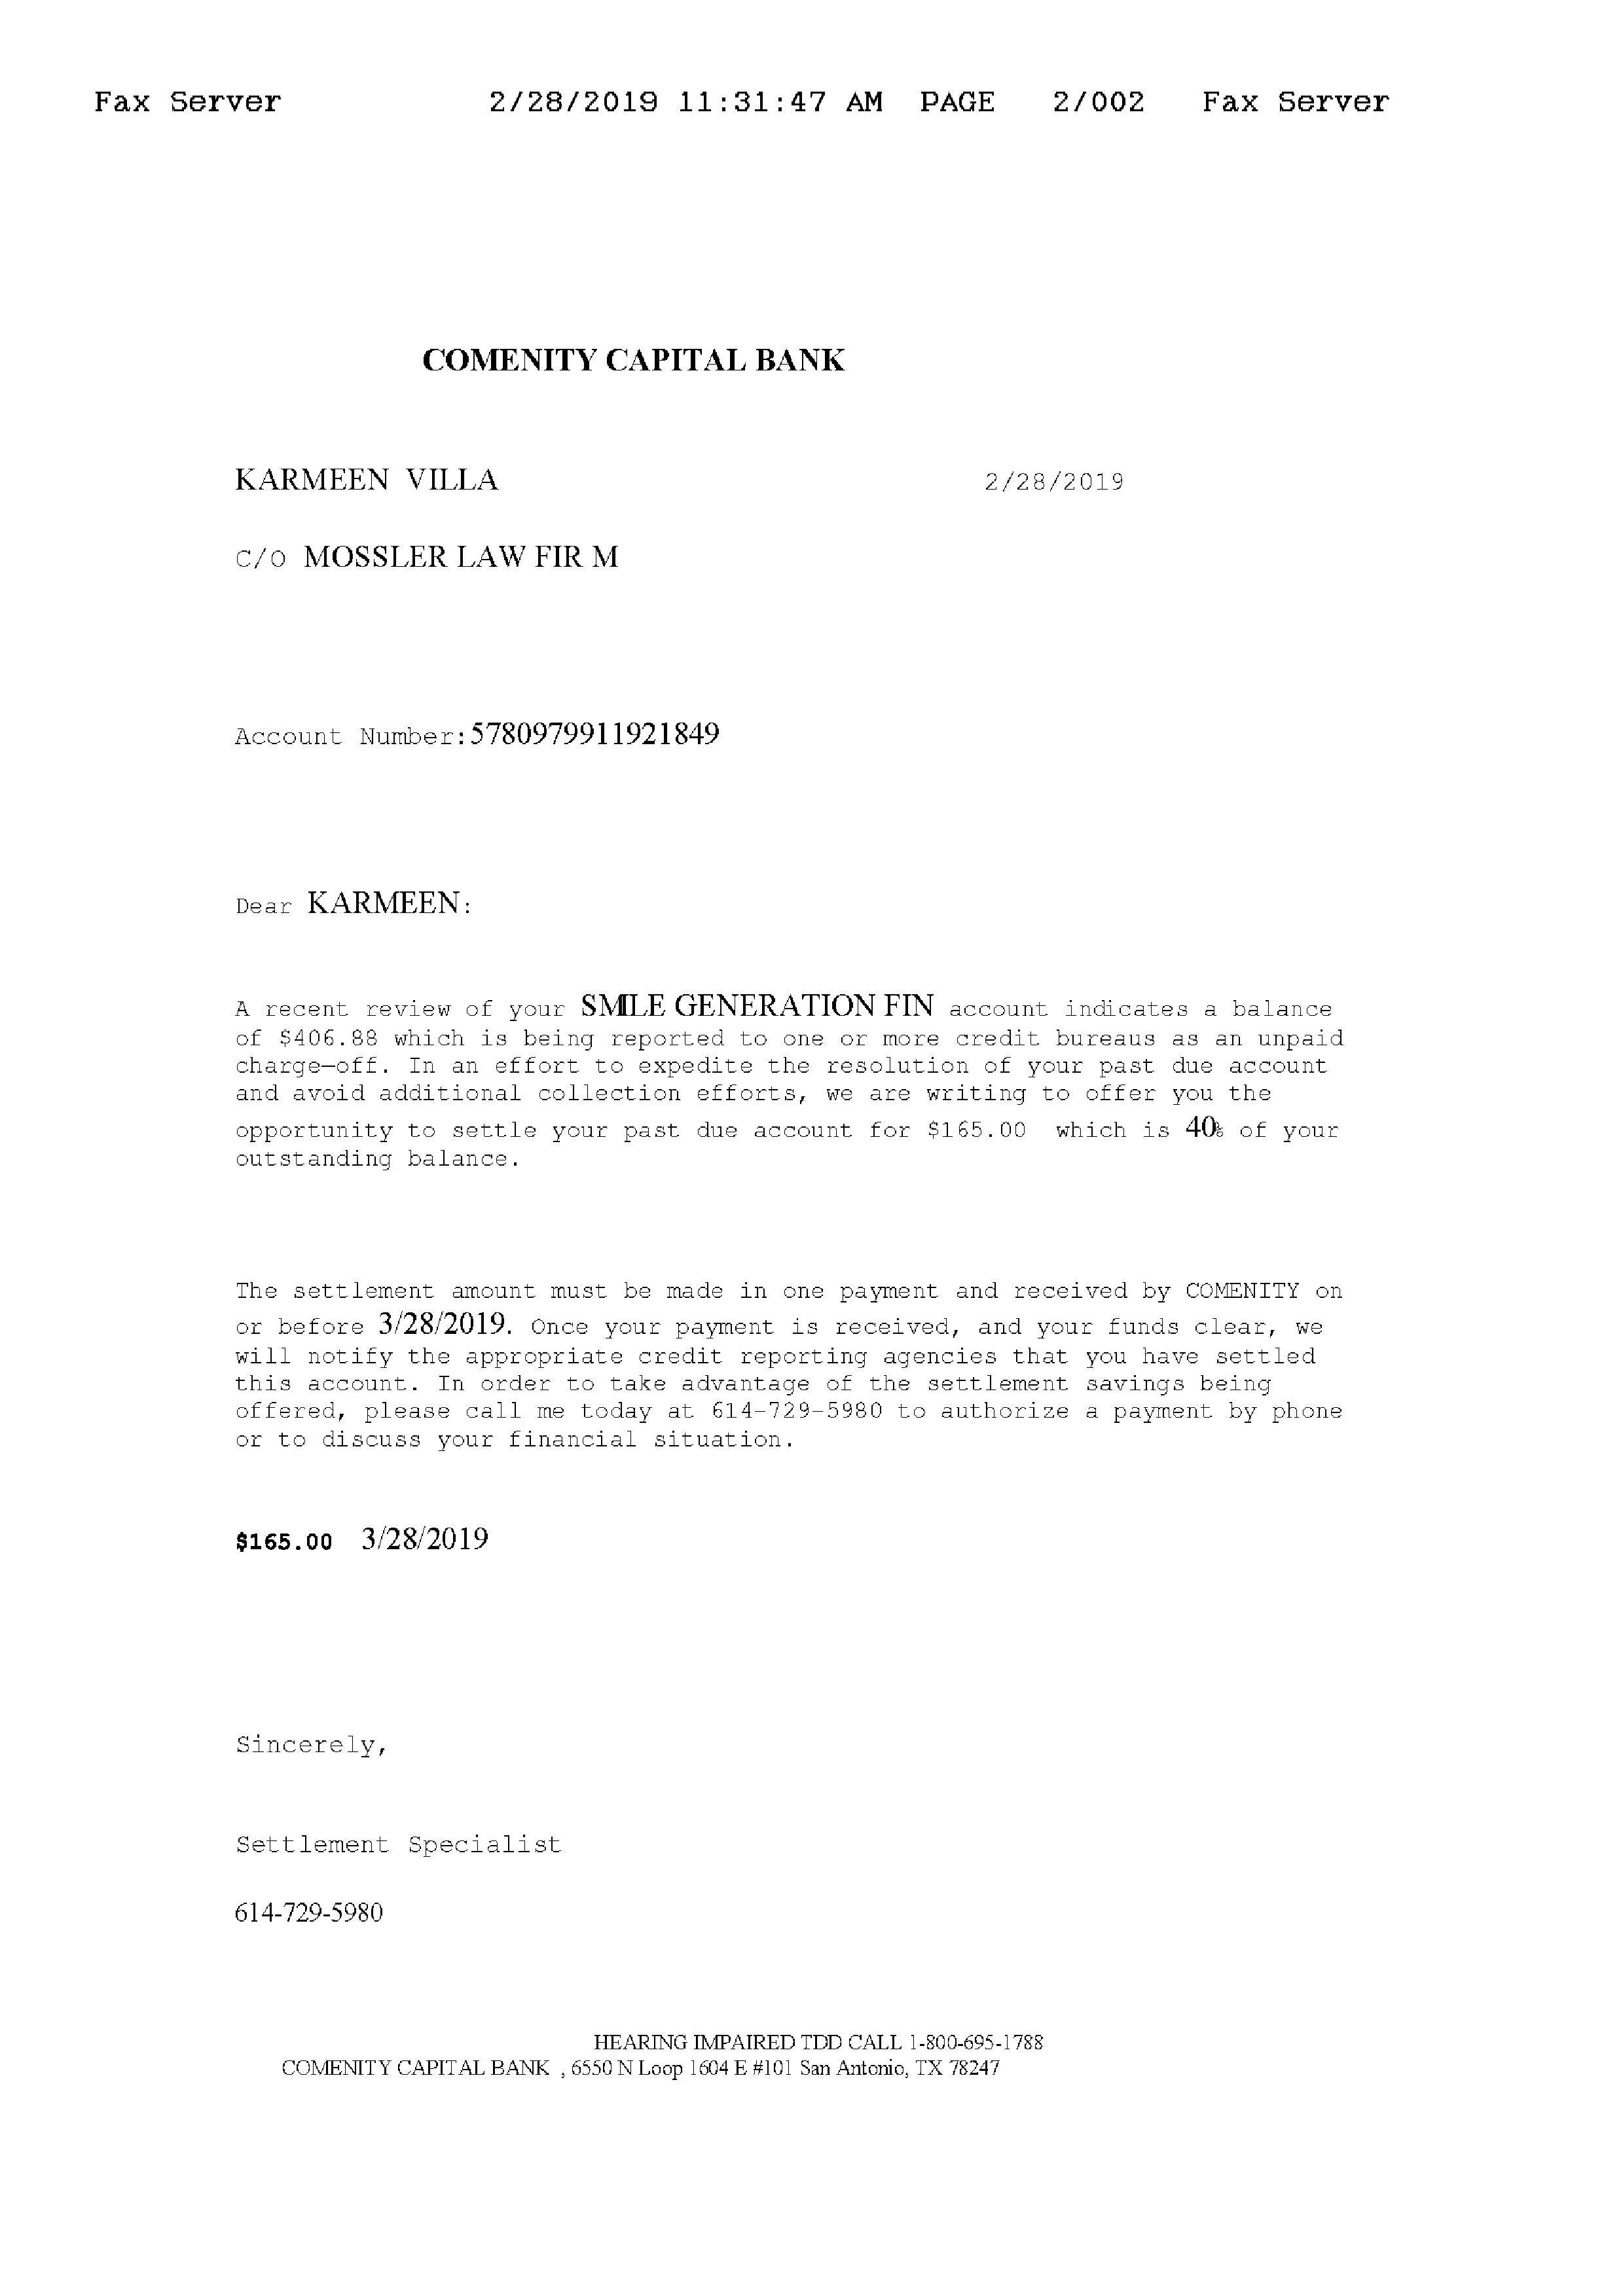 Fax Server 2/28/2019 11:31:47 AM PAGE 2/002 Fax Server
COMENITY CAPITAL BANK
KARMEEN VILLA 2/28/2019
C/O MOSSLER LAW FIR M
Account Number:5780979911921849
Dear KARMEEN:
A recent review of your SMILE GENERATION FIN account indicates a balance
of $406.88 which is being reported to one or more credit bureaus as an unpaid
charge–off. In an effort to expedite the resolution of your past due account
and avoid additional collection efforts, we are writing to offer you the
opportunity to settle your past due account for $165.00 which is 40% of your
outstanding balance.
The settlement amount must be made in one payment and received by COMENITY on
or before 3/28/2019. Once your payment is received, and your funds clear, we
will notify the appropriate credit reporting agencies that you have settled
this account. In order to take advantage of the settlement savings being
offered, please call me today at 614-729-5980 to authorize a payment by phone
or to discuss your financial situation.
$165.00 3/28/2019
Sincerely,
Settlement Specialist
614-729-5980
HEARING IMPAIRED TDD CALL 1-800-695-1788
COMENITY CAPITAL BANK , 6550 N Loop 1604 E #101 San Antonio, TX 78247